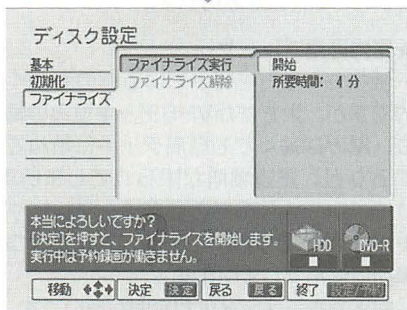 ディスク設定
基本
初期化
ファイナライズ
ファイナライズ実行
ファイナライズ解除
開始
所要時間: 4 分
本当によろしいですか?
[決定]を押すと、ファイナライズを開始します。
実行中は予約録画が働きません。
HDD
DVD-R
移動 決定 決定 戻る 戻る 終了 設定/予約